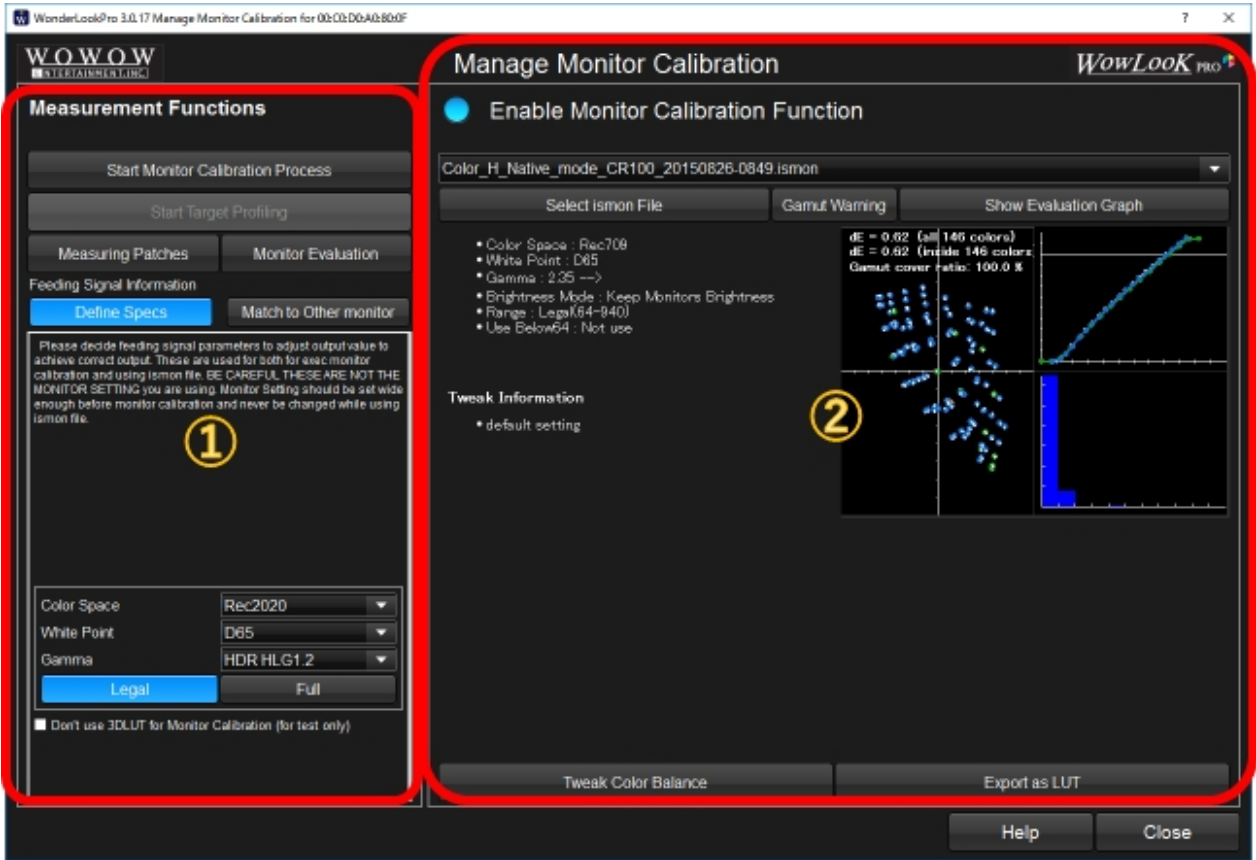 WonderLookPro 3.0.17 Manage Monitor Calibration for 00:C0:D0:A0:80:0F
? ×
WOWOW
ENTERTAINMENT,INC.
Measurement Functions
Start Monitor Calibration Process
Start Target Profiling
Measuring Patches
Monitor Evaluation
Feeding Signal Information
Define Specs
Match to Other monitor
Please decide feeding signal parameters to adjust output value to
achieve correct output. These are used for both for exec monitor
calibration and using ismon file. BE CAREFUL THESE ARE NOT THE
MONITOR SETTING you are using. Monitor Setting should be set wide
enough before monitor calibration and never be changed while using
ismon file.
①
Color Space Rec2020
White Point D65
Gamma HDR HLG1.2
Legal Full
Don't use 3DLUT for Monitor Calibration (for test only)
Manage Monitor Calibration
WOWLOOK PRO
Enable Monitor Calibration Function
Color_H_Native_mode_CR100_20150826-0849.ismon
Select ismon File
Gamut Warning
Show Evaluation Graph
• Color Space : Rec709
• White Point : D65
• Gamma : 2.35 -->
• Brightness Mode : Keep Monitors Brightness
• Range : Legal(64-940)
• Use Below64 : Not use
Tweak Information
• default setting
dE = 0.62 (all 146 colors)
dE = 0.62 (inside 146 colors
Gamut cover ratio: 100.0 %
②
Tweak Color Balance
Export as LUT
Help
Close